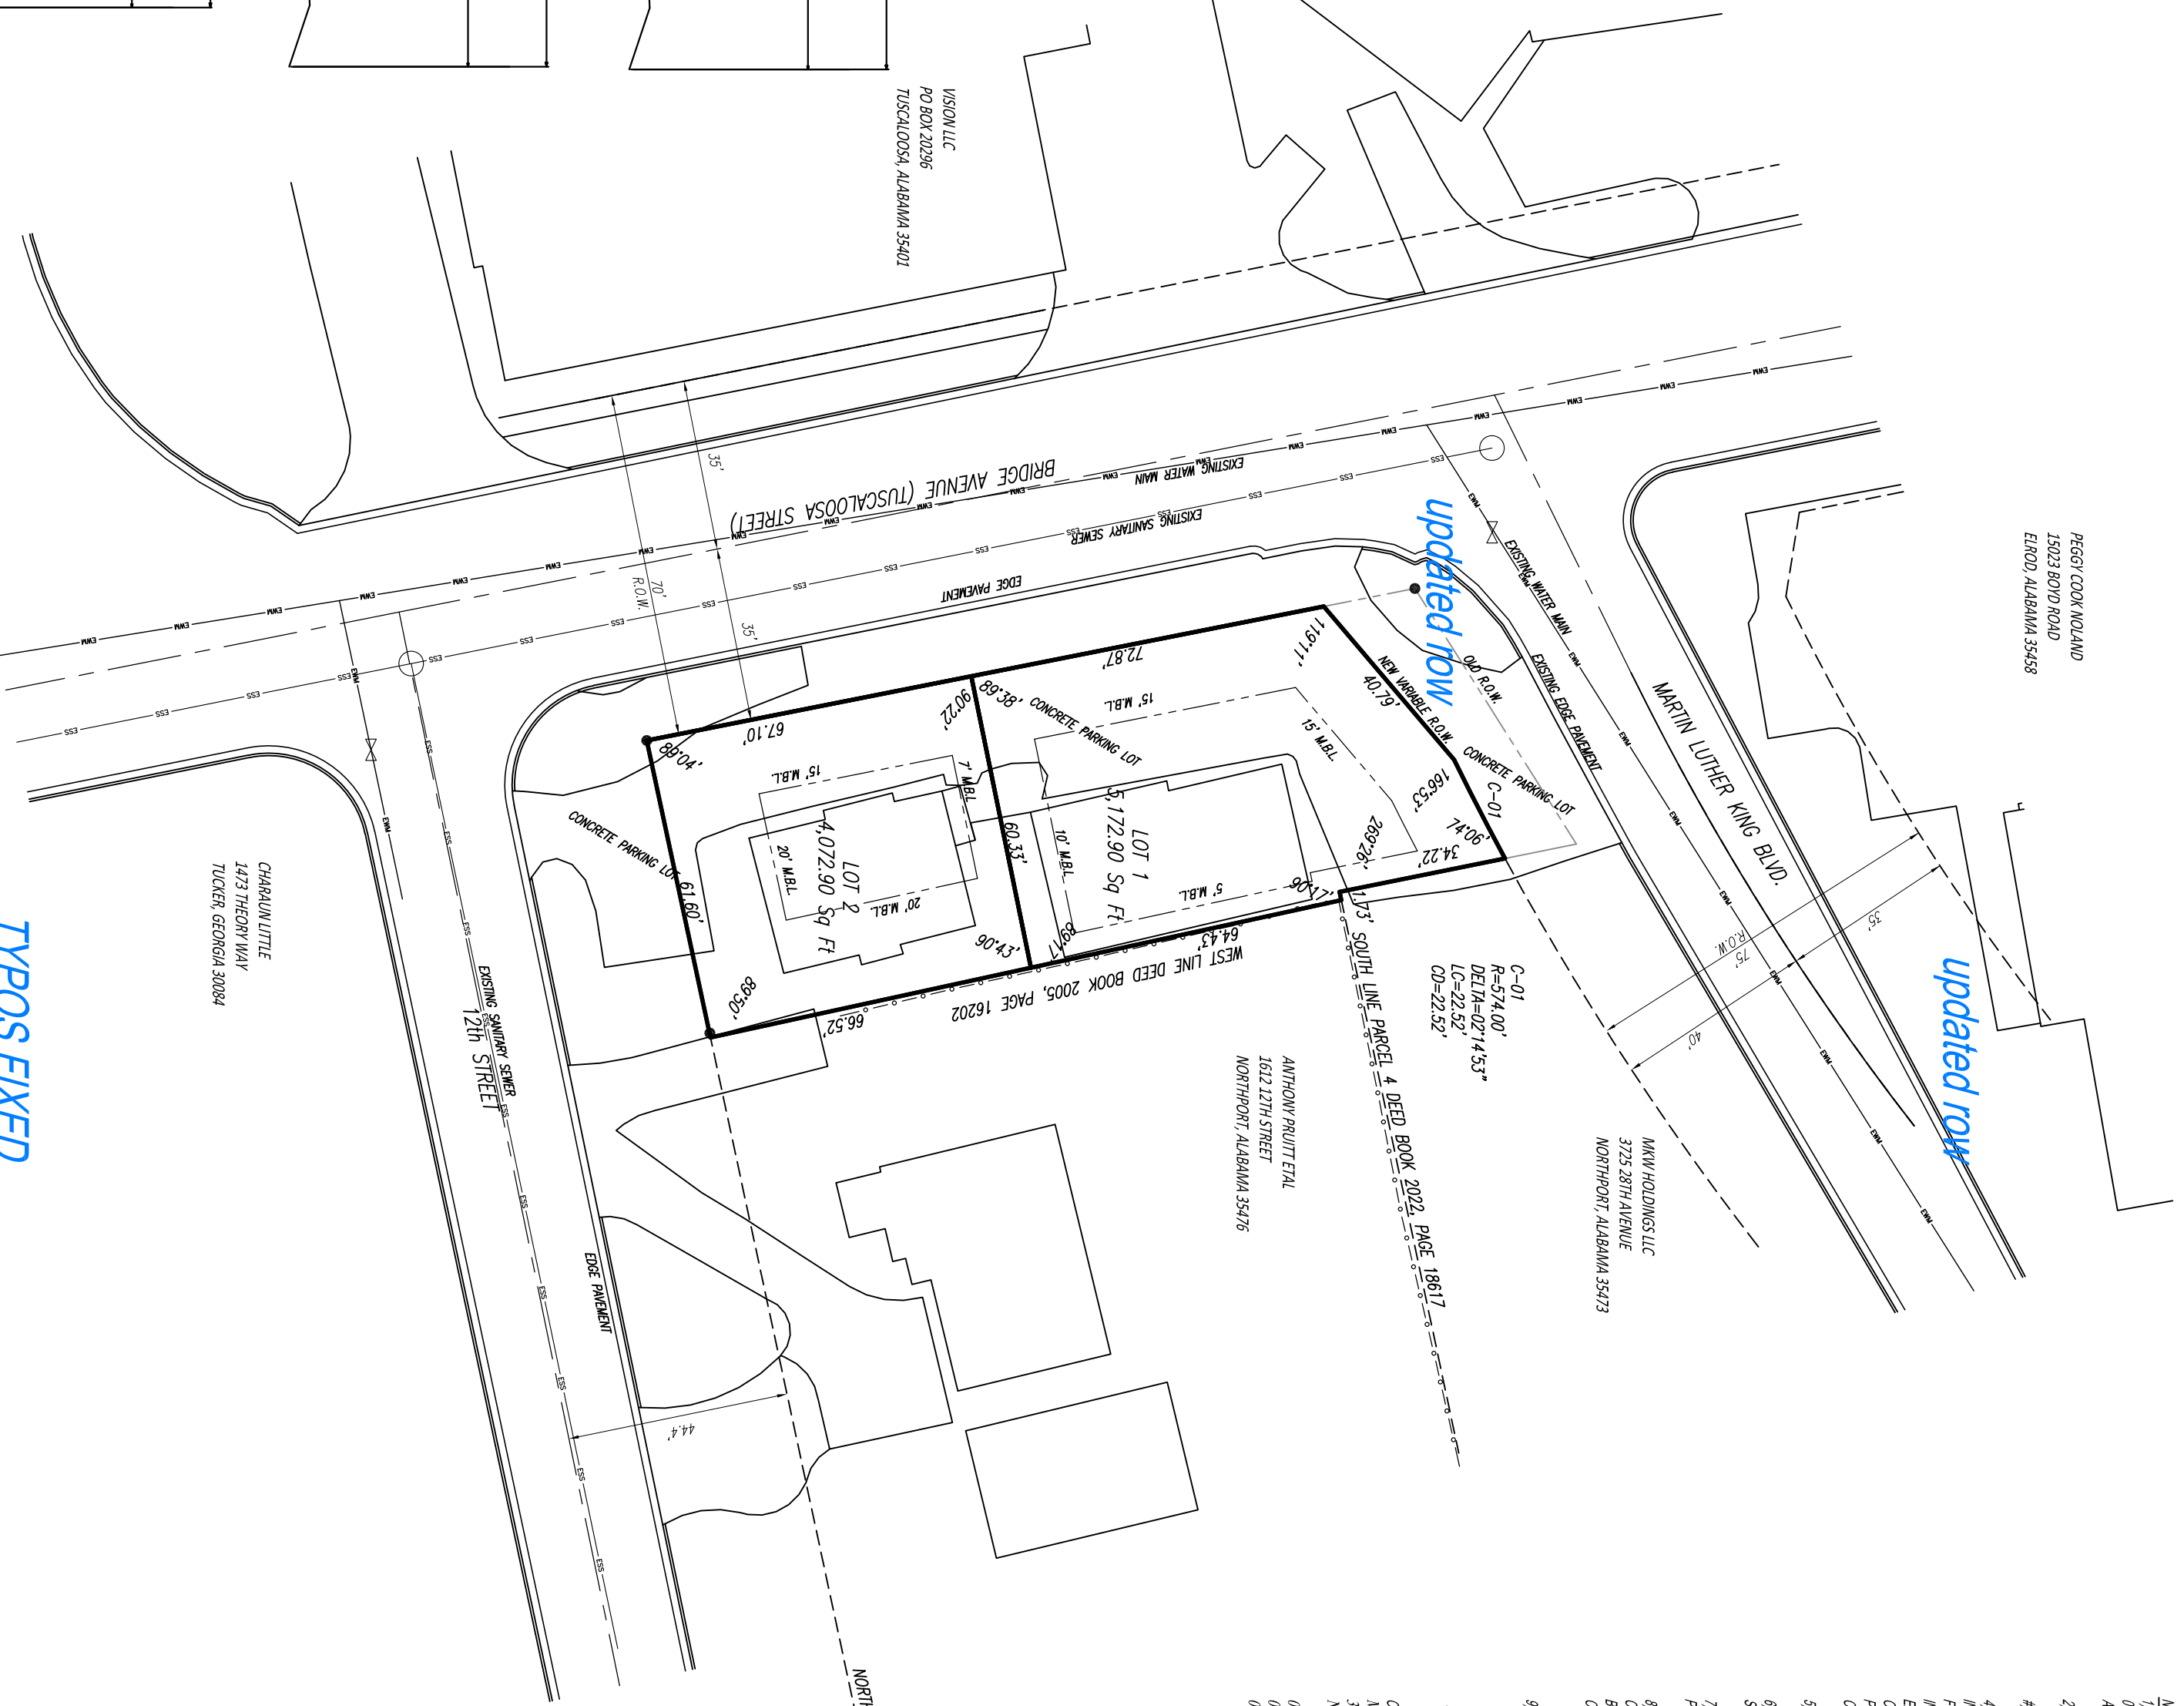 VISION LLC
PO BOX 20296
TUSCALOOSA, ALABAMA 35401
PEGGY COOK NOLAND
15023 BOYD ROAD
ELROD, ALABAMA 35458
BRIDGE AVENUE (TUSCALOOSA STREET)
EXISTING WATER MAIN
EXISTING SANITARY SEWER
EDGE PAVEMENT
35'
35'
70'
R.O.W.
updated row
EXISTING WATER MAIN
EXISTING EDGE PAVEMENT
MARTIN LUTHER KING BLVD.
OLD R.O.W.
NEW VARIABLE R.O.W.
40.79'
119°11'
72.87'
CONCRETE PARKING LOT
C-01
166°53'
74°06'
34.22'
269°26'
90°17'
1.73'
15' M.B.L.
15' M.B.L.
CONCRETE PARKING LOT
89°38'
90°22'
67.10'
89°04'
LOT 1
5,172.90 Sq Ft
10' M.B.L.
5' M.B.L.
7' M.B.L.
60.33'
89°17'
90°43'
64.43'
LOT 2
4,072.90 Sq Ft
15' M.B.L.
20' M.B.L.
20' M.B.L.
CONCRETE PARKING LOT
61.60'
89°50'
66.52'
WEST LINE DEED BOOK 2005, PAGE 16202
SOUTH LINE PARCEL 4 DEED BOOK 2022, PAGE 18617
C-01
R=574.00'
DELTA=02°14'53"
LC=22.52'
CD=22.52'
R.O.W.
75'
35'
40'
updated row
MKW HOLDINGS LLC
3725 28TH AVENUE
NORTHPORT, ALABAMA 35473
ANTHONY PRUITT ETAL
1612 12TH STREET
NORTHPORT, ALABAMA 35476
CHARAUN LITTLE
1473 THEORY WAY
TUCKER, GEORGIA 30084
EXISTING SANITARY SEWER
12th STREET
EDGE PAVEMENT
44.4'
TYPOS FIXED
NORTH